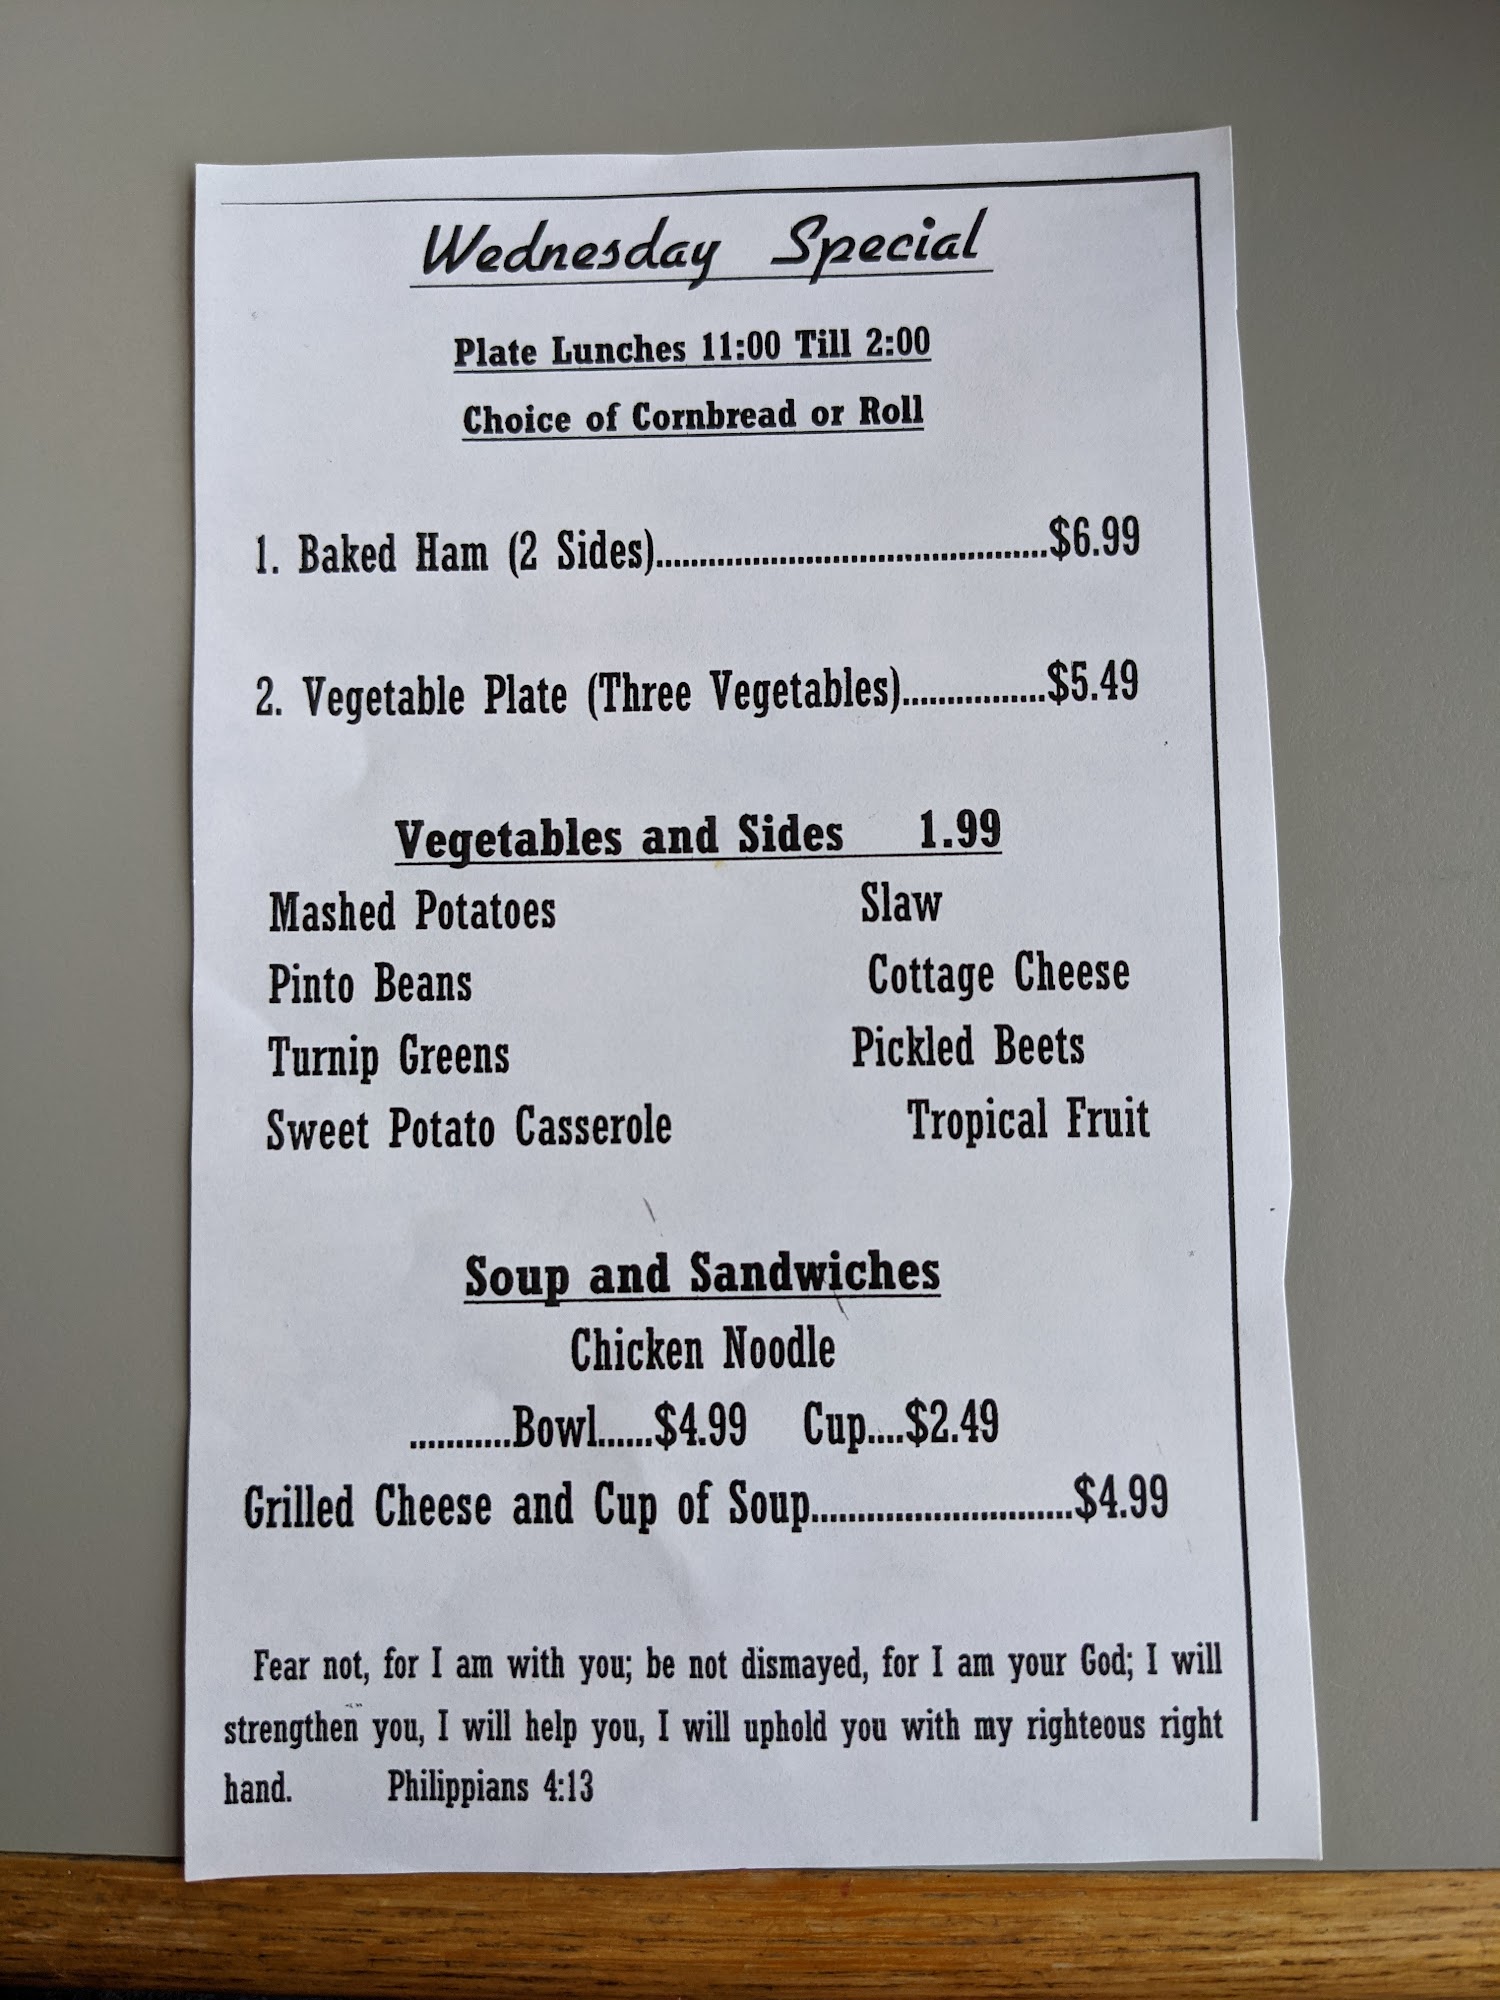 Wednesday Special
Plate Lunches 11:00 Till 2:00
Choice of Cornbread or Roll
1. Baked Ham (2 Sides)............................................$6.99
2. Vegetable Plate (Three Vegetables)................$5.49
Vegetables and Sides 1.99
Mashed Potatoes Slaw
Pinto Beans Cottage Cheese
Turnip Greens Pickled Beets
Sweet Potato Casserole Tropical Fruit
Soup and Sandwiches
Chicken Noodle
...........Bowl......$4.99 Cup....$2.49
Grilled Cheese and Cup of Soup............................$4.99
Fear not, for I am with you; be not dismayed, for I am your God; I will
strengthen you, I will help you, I will uphold you with my righteous right
hand. Philippians 4:13